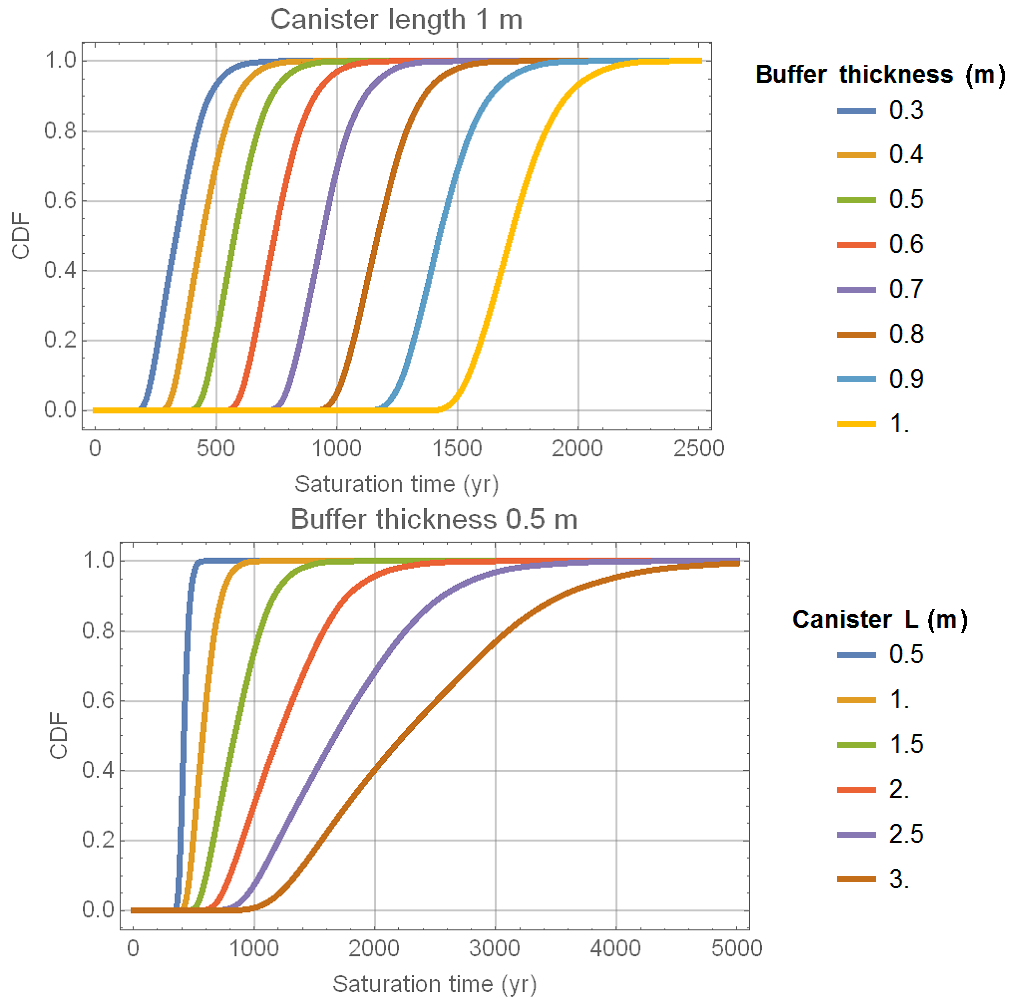 Canister length 1 m
1.0
0.8
0.6
0.4
0.2
0.0
CDF
0 500 1000 1500 2000 2500
Saturation time (yr)
Buffer thickness (m)
0.3
0.4
0.5
0.6
0.7
0.8
0.9
1.
Buffer thickness 0.5 m
1.0
0.8
0.6
0.4
0.2
0.0
CDF
0 1000 2000 3000 4000 5000
Saturation time (yr)
Canister L (m)
0.5
1.
1.5
2.
2.5
3.